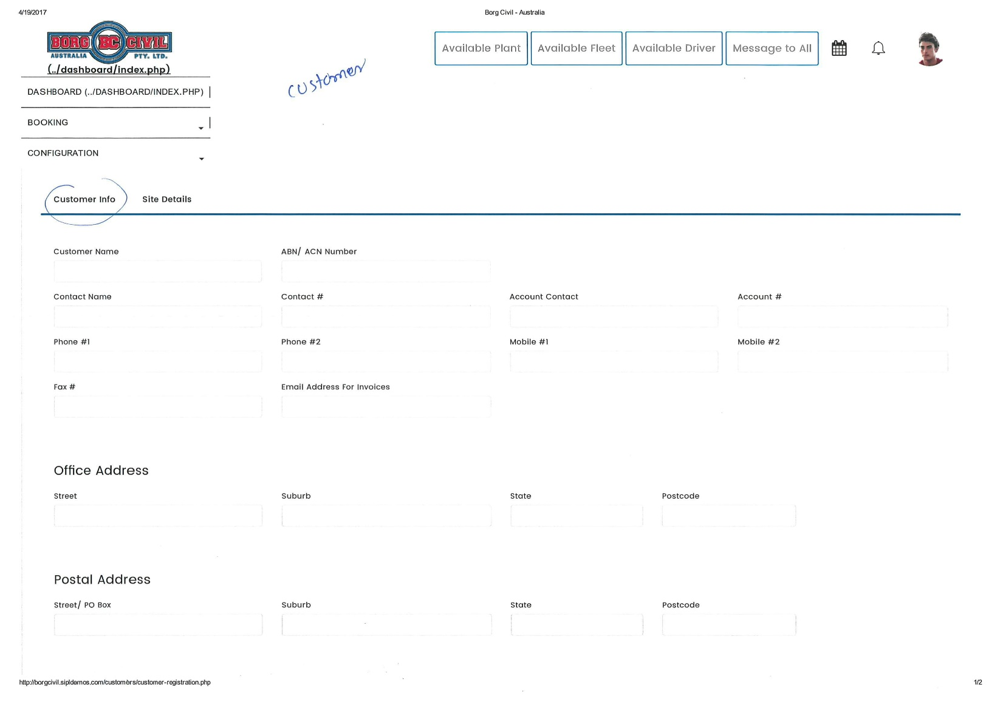 4/19/2017 Borg Civil - Australia
BORG BC CIVIL
AUSTRALIA PTY. LTD.
(../dashboard/index.php)
Available Plant Available Fleet Available Driver Message to All
customer
DASHBOARD (../DASHBOARD/INDEX.PHP)
BOOKING
CONFIGURATION
Customer Info Site Details
Customer Name ABN/ ACN Number
Contact Name Contact # Account Contact Account #
Phone #1 Phone #2 Mobile #1 Mobile #2
Fax # Email Address For Invoices
Office Address
Street Suburb State Postcode
Postal Address
Street/ PO Box Suburb State Postcode
http://borgcivil.sipldemos.com/customers/customer-registration.php 1/2